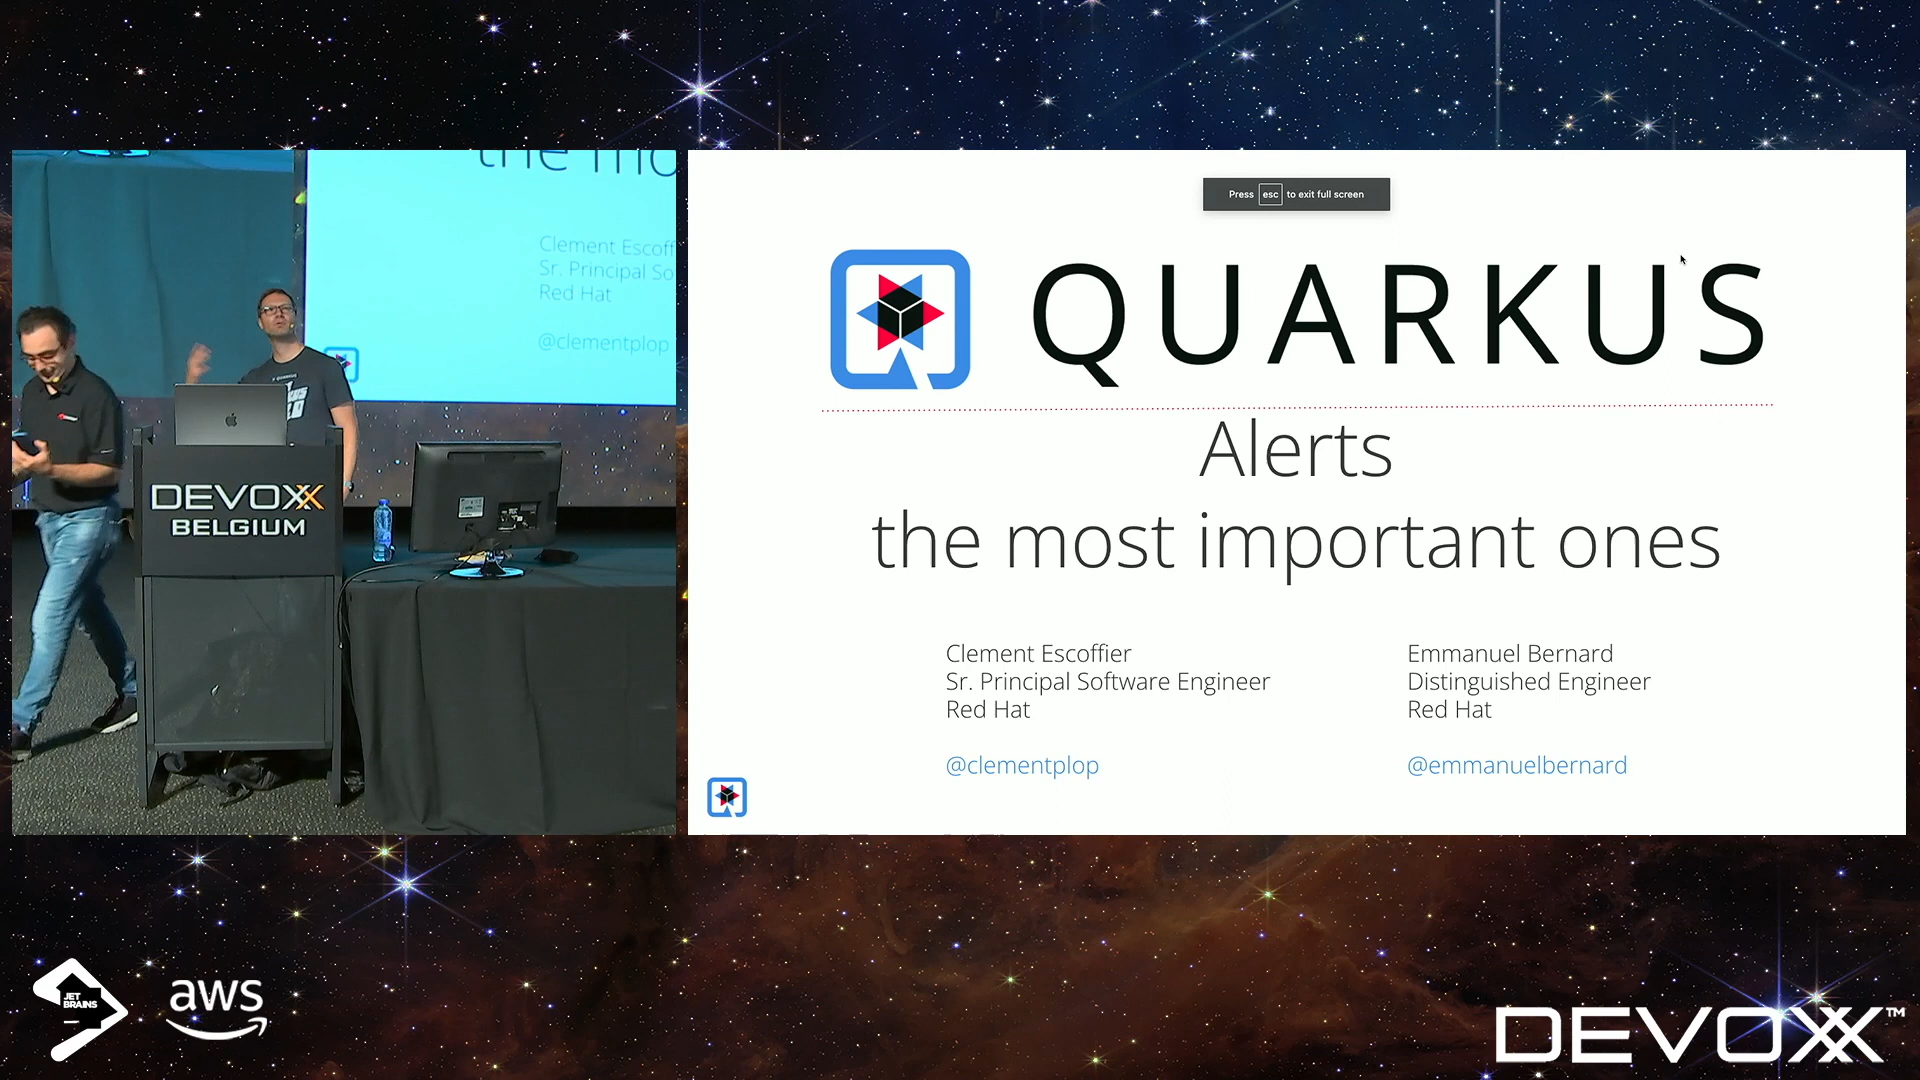 the mo
Clement Escoff
Sr. Principal So
Red Hat
@clementplop
DEVOXX
BELGIUM
Press esc to exit full screen
QUARKUS
Alerts
the most important ones
Clement Escoffier
Sr. Principal Software Engineer
Red Hat
@clementplop
Emmanuel Bernard
Distinguished Engineer
Red Hat
@emmanuelbernard
JET
BRAINS
aws
DEVOXX™